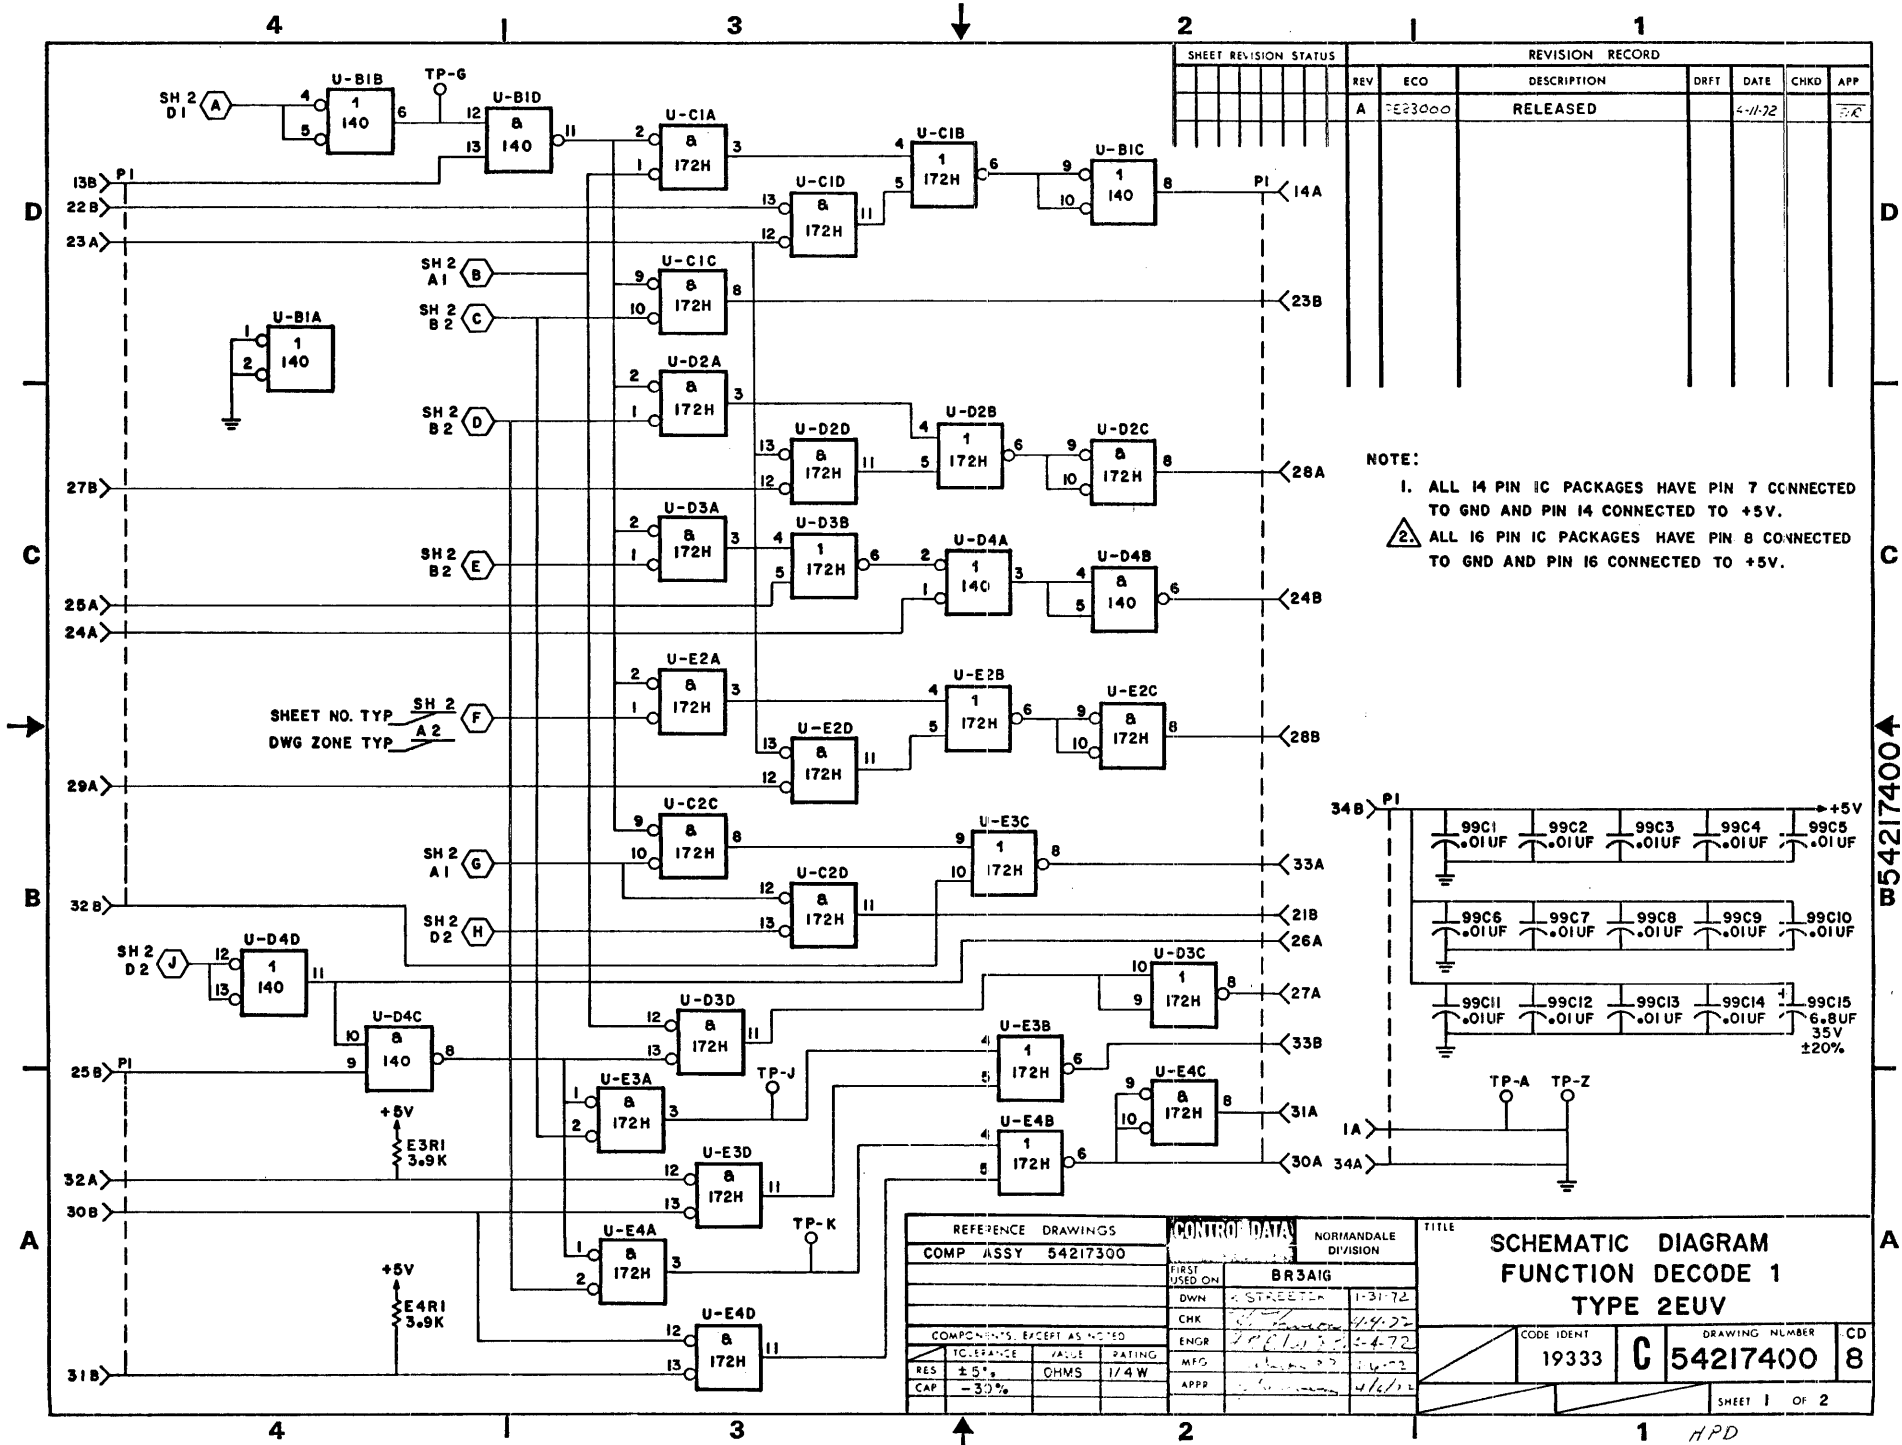 4 3 2 1
SHEET REVISION STATUS
REVISION RECORD
REV ECO DESCRIPTION DRFT DATE CHKD APP
A RELEASED 4-11-72
D
U-B1B
4 5 1 140 6
SH 2 D1 A
TP-G
U-B1D
12 13 & 140 11
U-C1A
2 1 & 172H 3
U-C1B
4 5 1 172H 6
U-B1C
9 10 1 140 8
P1 14A
13B P1
22B
23A
U-C1D
13 12 & 172H 11
SH 2 A1 B
SH 2 B2 C
U-C1C
9 10 & 172H 8
23B
U-B1A
1 2 1 140
U-D2A
2 1 & 172H 3
SH 2 B2 D
U-D2D
13 12 & 172H 11
U-D2B
4 5 1 172H 6
U-D2C
9 10 & 172H 8
28A
27B
NOTE:
1. ALL 14 PIN IC PACKAGES HAVE PIN 7 CONNECTED
TO GND AND PIN 14 CONNECTED TO +5V.
2. ALL 16 PIN IC PACKAGES HAVE PIN 8 CONNECTED
TO GND AND PIN 16 CONNECTED TO +5V.
C
U-D3A
2 1 & 172H 3
SH 2 B2 E
U-D3B
4 5 1 172H 6
U-D4A
2 1 1 140 3
U-D4B
4 5 & 140 6
24B
25A
24A
U-E2A
2 1 & 172H 3
SHEET NO. TYP SH 2 F
DWG ZONE TYP A2
U-E2B
4 5 1 172H 6
U-E2C
9 10 & 172H 8
28B
U-E2D
13 12 & 172H 11
29A
U-C2C
9 10 & 172H 8
SH 2 A1 G
U-E3C
9 10 1 172H 8
33A
U-C2D
12 13 & 172H 11
21B
SH 2 D2 H
32B
B
34B P1 +5V
99C1 .01UF 99C2 .01UF 99C3 .01UF 99C4 .01UF 99C5 .01UF
99C6 .01UF 99C7 .01UF 99C8 .01UF 99C9 .01UF 99C10 .01UF
99C11 .01UF 99C12 .01UF 99C13 .01UF 99C14 .01UF + 99C15 6.8UF 35V ±20%
54217400
26A
SH 2 D2 J
U-D4D
12 13 1 140 11
U-D3C
10 9 1 172H 8
27A
U-D4C
10 9 & 140 8
U-D3D
12 13 & 172H 11
25B P1
U-E3B
4 5 1 172H 6
33B
U-E3A
1 2 & 172H 3
TP-J
U-E4C
9 10 & 172H 8
31A
U-E4B
4 5 1 172H 6
30A
TP-A TP-Z
1A
34A
+5V
E3R1
3.9K
32A
30B
U-E3D
12 13 & 172H 11
A
U-E4A
1 2 & 172H 3
TP-K
+5V
E4R1
3.9K
U-E4D
12 13 & 172H 11
31B
REFERENCE DRAWINGS
COMP ASSY 54217300
COMPONENTS, EXCEPT AS NOTED
TOLERANCE VALUE RATING
RES ±5% OHMS 1/4 W
CAP -30%
CONTROL DATA
NORMANDALE
DIVISION
FIRST
USED ON BR3A1G
DWN STREETER 1-31-72
CHK
ENGR
MFG
APPR
TITLE
SCHEMATIC DIAGRAM
FUNCTION DECODE 1
TYPE 2EUV
CODE IDENT
19333
C
DRAWING NUMBER
54217400
CD
8
SHEET 1 OF 2
4 3 2 1
HPD